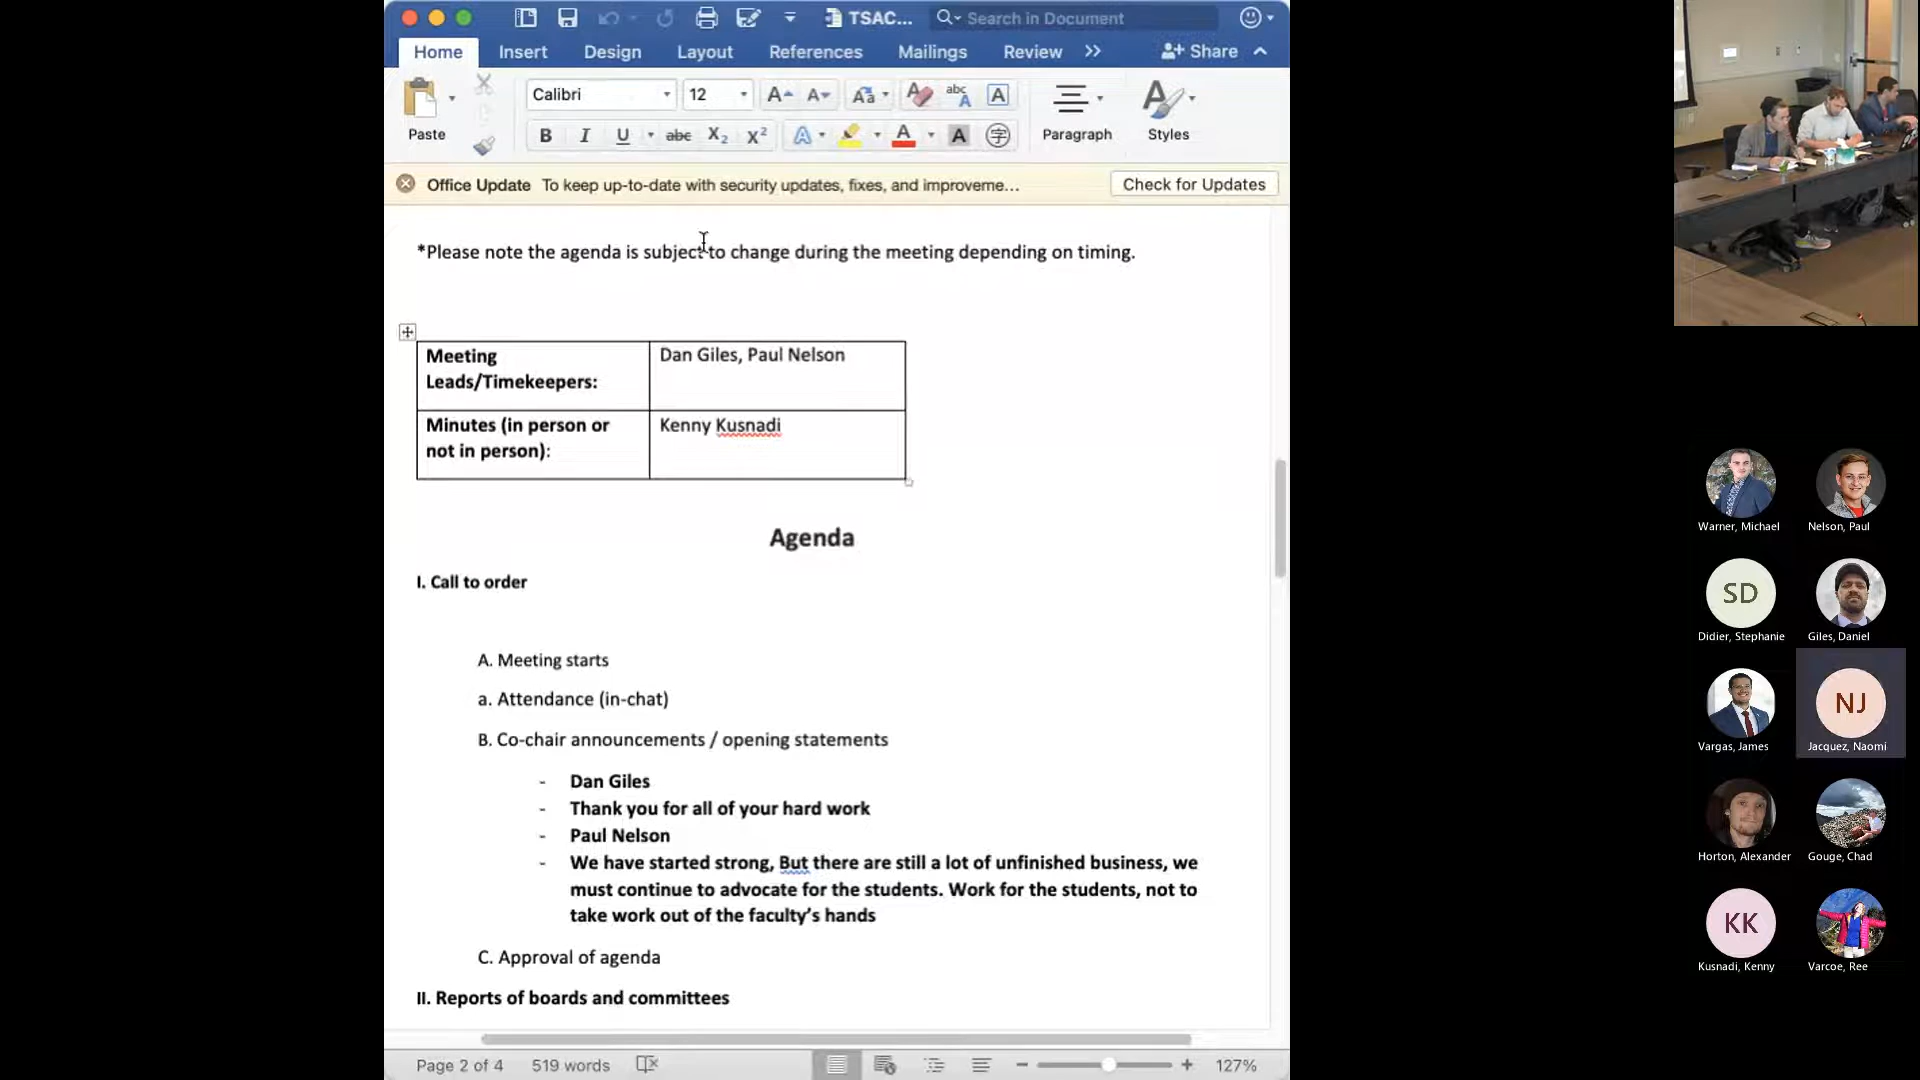 TSAC...
Search in Document
Home Insert Design Layout References Mailings Review >> Share
Paste
Calibri 12
Paragraph
Styles
Office Update To keep up-to-date with security updates, fixes, and improveme... Check for Updates
*Please note the agenda is subject to change during the meeting depending on timing.
Meeting Leads/Timekeepers: Dan Giles, Paul Nelson
Minutes (in person or not in person): Kenny Kusnadi
Agenda
I. Call to order
A. Meeting starts
a. Attendance (in-chat)
B. Co-chair announcements / opening statements
- Dan Giles
- Thank you for all of your hard work
- Paul Nelson
- We have started strong, But there are still a lot of unfinished business, we
must continue to advocate for the students. Work for the students, not to
take work out of the faculty's hands
C. Approval of agenda
II. Reports of boards and committees
Page 2 of 4 519 words 127%
Warner, Michael
Nelson, Paul
SD
Didier, Stephanie
Giles, Daniel
Vargas, James
NJ
Jacquez, Naomi
Horton, Alexander
Gouge, Chad
KK
Kusnadi, Kenny
Varcoe, Ree